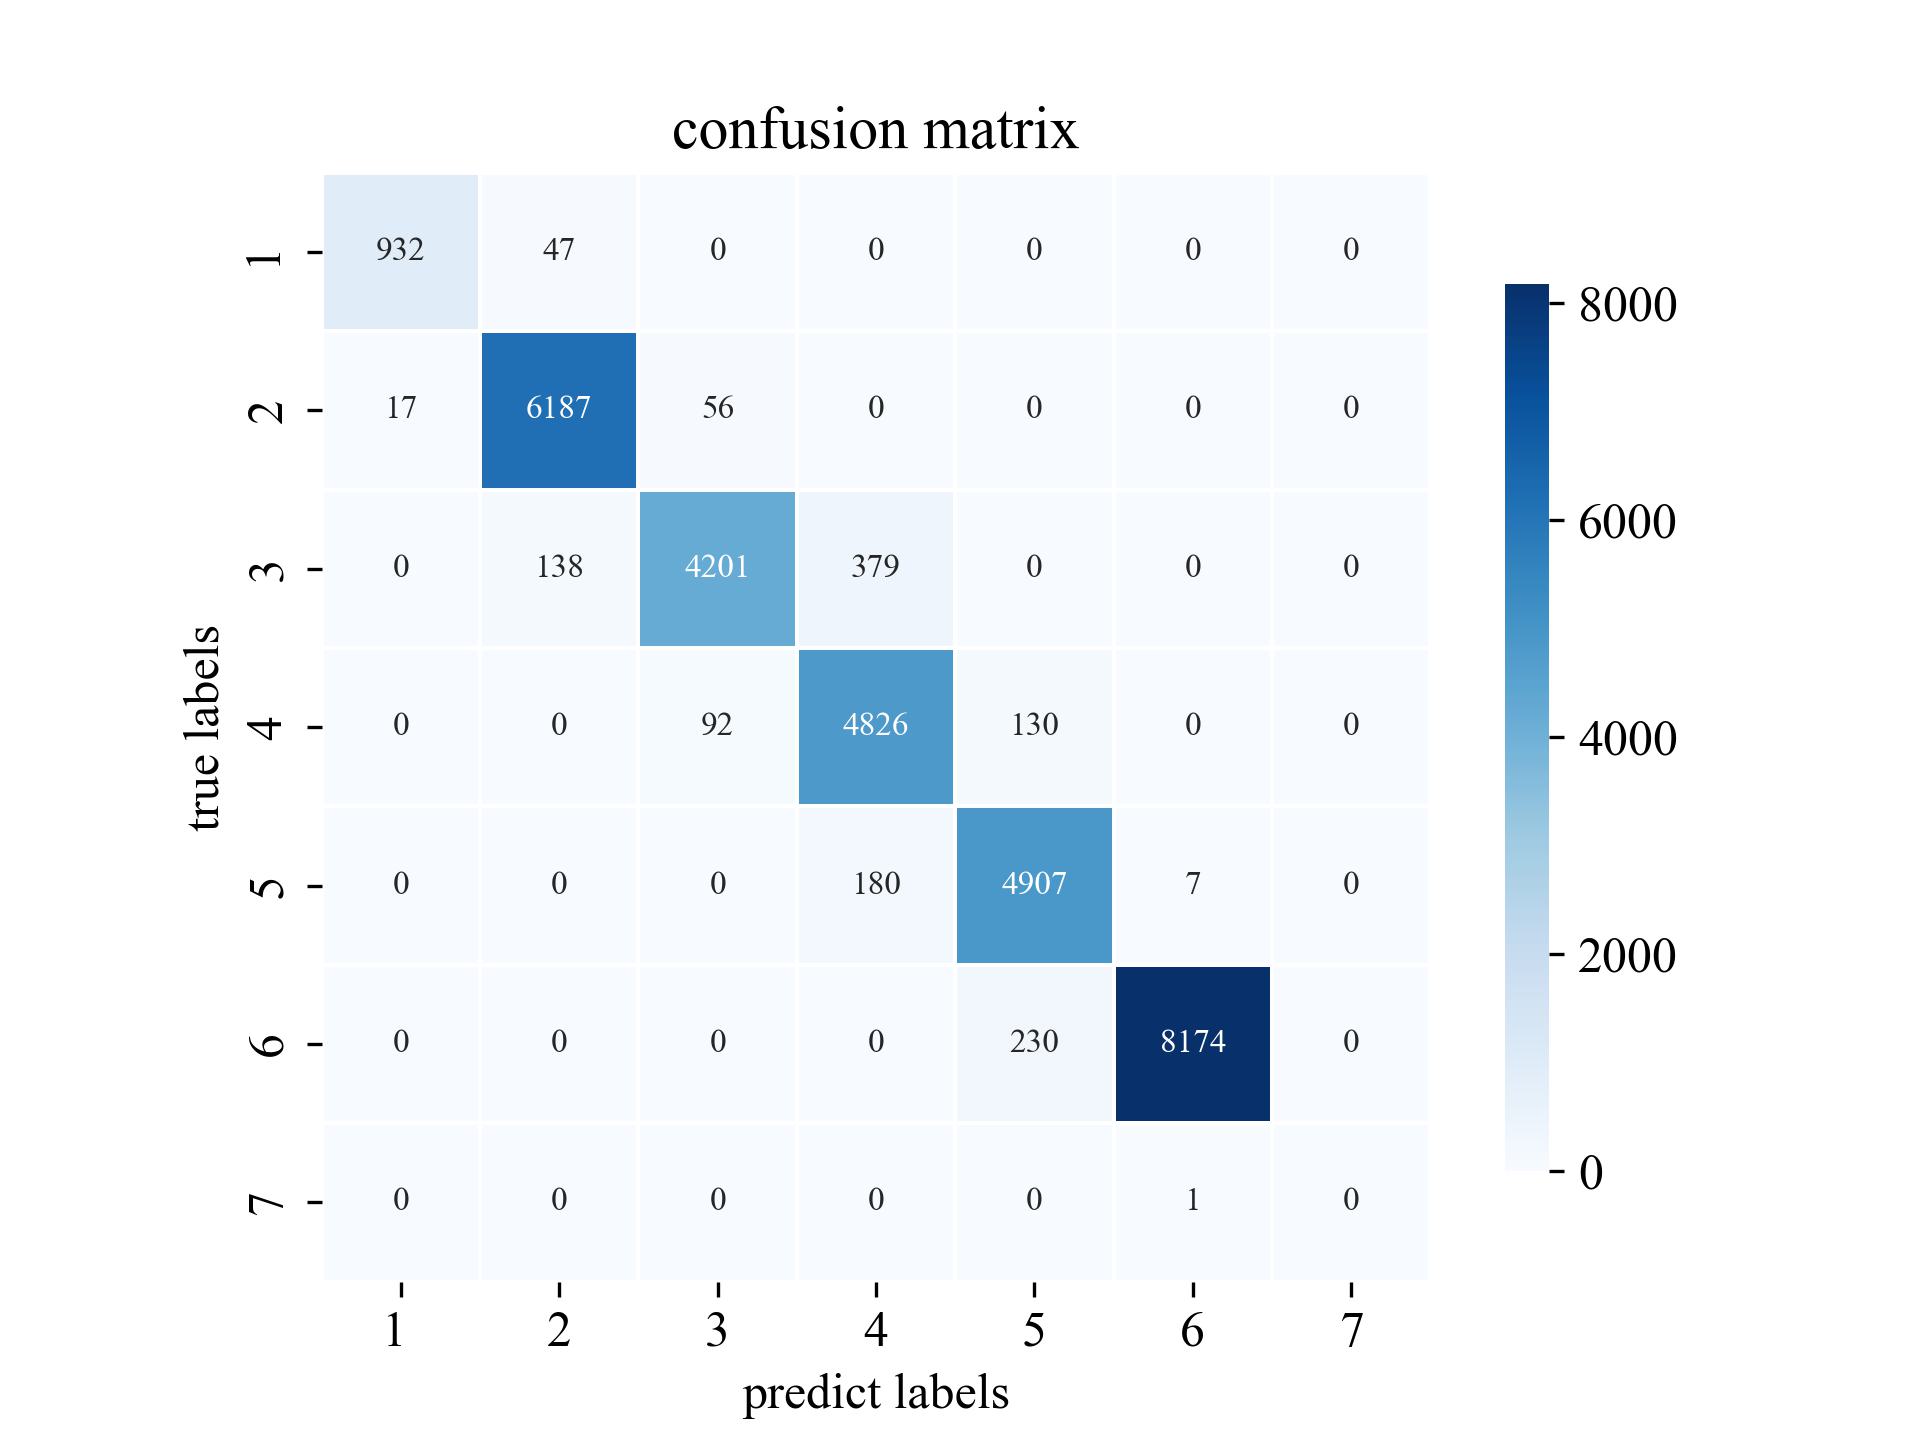 confusion matrix
1 932 47 0 0 0 0 0
2 17 6187 56 0 0 0 0
3 0 138 4201 379 0 0 0
4 0 0 92 4826 130 0 0
5 0 0 0 180 4907 7 0
6 0 0 0 0 230 8174 0
7 0 0 0 0 0 1 0
1 2 3 4 5 6 7
true labels
predict labels
8000
6000
4000
2000
0